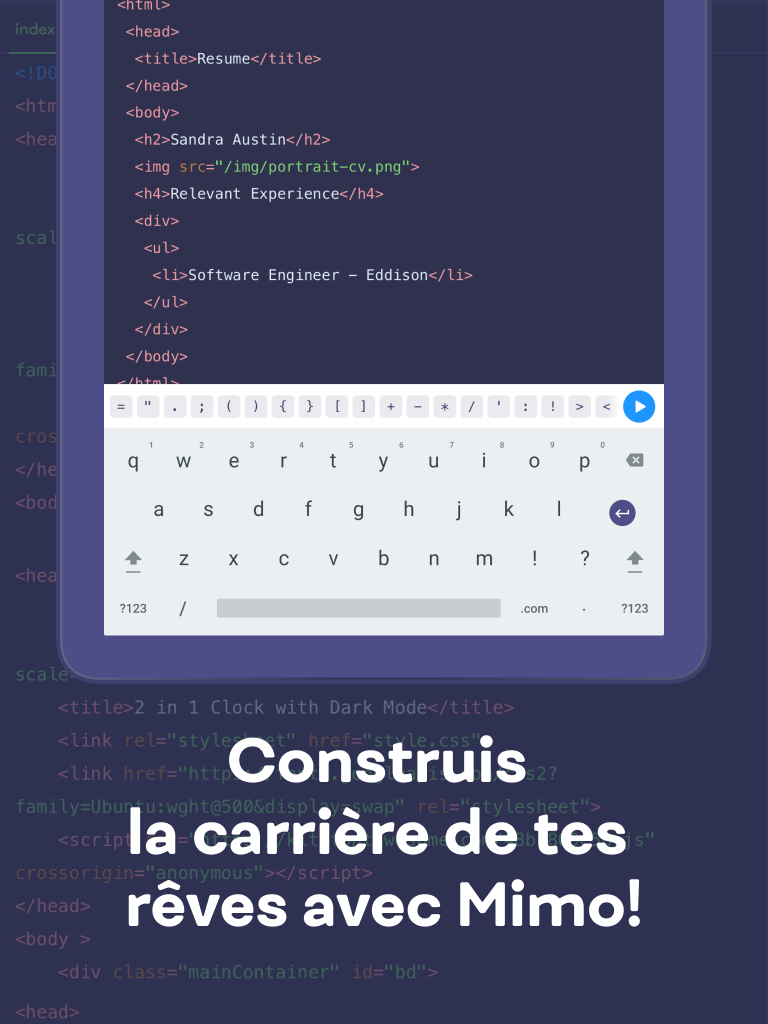 index
<!DO
<htm
<hea
scal
fami
cros
</he
<bod
<hea
scale=
<html>
<head>
<title>Resume</title>
</head>
<body>
<h2>Sandra Austin</h2>
<img src="/img/portrait-cv.png">
<h4>Relevant Experience</h4>
<div>
<ul>
<li>Software Engineer – Eddison</li>
</ul>
</div>
</body>
</html>
= " . ; ( ) { } [ ] + - * / ' : ! > <
1 2 3 4 5 6 7 8 9 0
q w e r t y u i o p
a s d f g h j k l
z x c v b n m ! ?
?123 / .com . ?123
<title>2 in 1 Clock with Dark Mode</title>
<link rel="stylesheet" href="style.css"
<link href="https
family=Ubuntu:wght@500&display=swap" rel="stylesheet">
<script
crossorigin="anonymous"></script>
</head>
<body >
<div class="mainContainer" id="bd">
<head>
Construis
la carrière de tes
rêves avec Mimo!